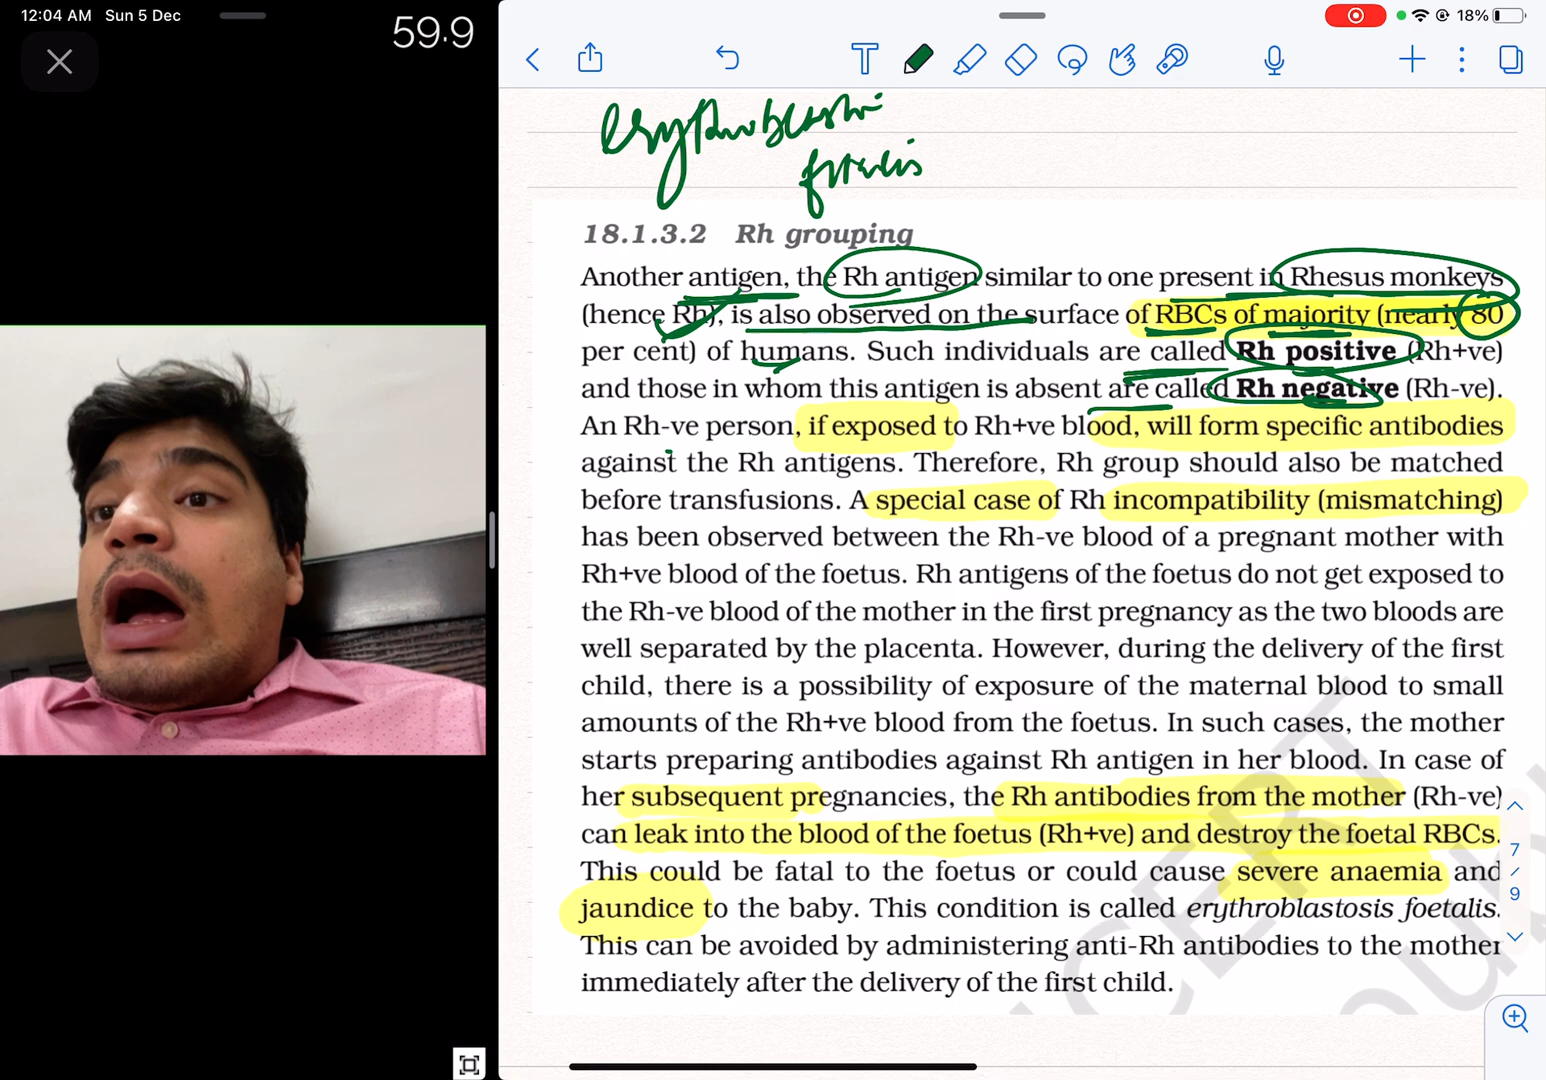 12:04 AM Sun 5 Dec
59.9
18%
T
18.1.3.2 Rh grouping
Another antigen, the Rh antigen similar to one present in Rhesus monkeys
(hence Rh), is also observed on the surface of RBCs of majority (nearly 80
per cent) of humans. Such individuals are called Rh positive (Rh+ve)
and those in whom this antigen is absent are called Rh negative (Rh-ve).
An Rh-ve person, if exposed to Rh+ve blood, will form specific antibodies
against the Rh antigens. Therefore, Rh group should also be matched
before transfusions. A special case of Rh incompatibility (mismatching)
has been observed between the Rh-ve blood of a pregnant mother with
Rh+ve blood of the foetus. Rh antigens of the foetus do not get exposed to
the Rh-ve blood of the mother in the first pregnancy as the two bloods are
well separated by the placenta. However, during the delivery of the first
child, there is a possibility of exposure of the maternal blood to small
amounts of the Rh+ve blood from the foetus. In such cases, the mother
starts preparing antibodies against Rh antigen in her blood. In case of
her subsequent pregnancies, the Rh antibodies from the mother (Rh-ve)
can leak into the blood of the foetus (Rh+ve) and destroy the foetal RBCs.
This could be fatal to the foetus or could cause severe anaemia and
jaundice to the baby. This condition is called erythroblastosis foetalis.
This can be avoided by administering anti-Rh antibodies to the mother
immediately after the delivery of the first child.
7
/
9